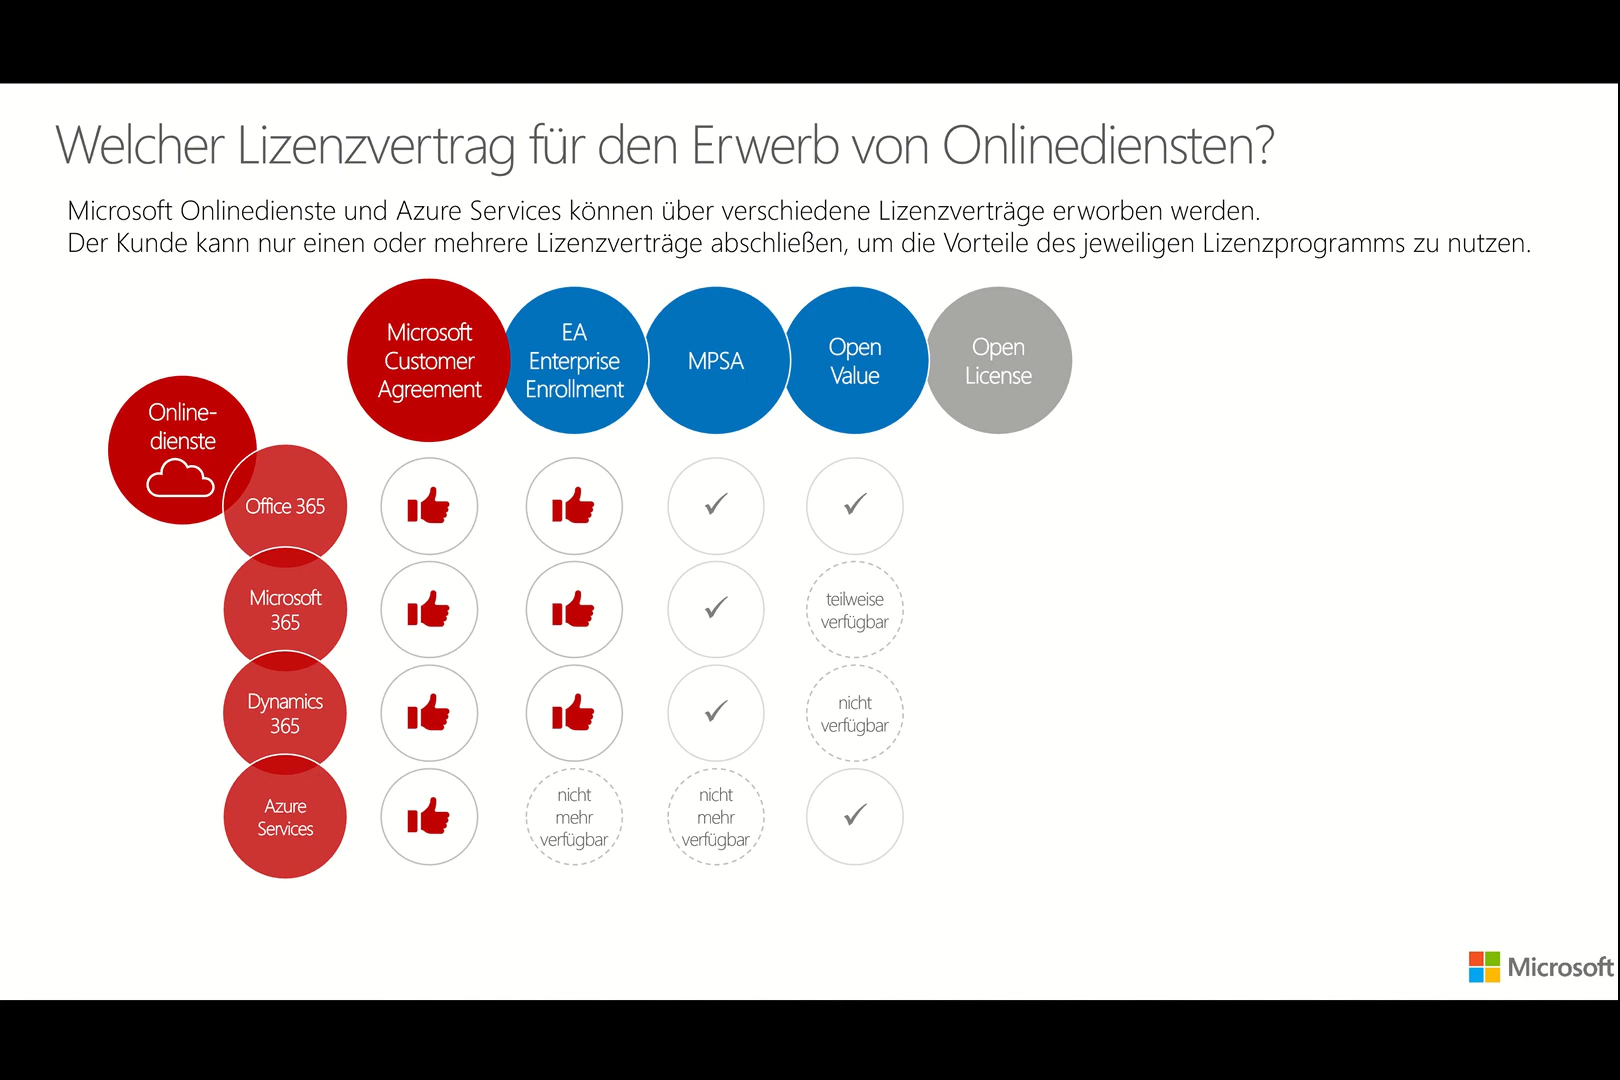 Welcher Lizenzvertrag für den Erwerb von Onlinediensten?
Microsoft Onlinedienste und Azure Services können über verschiedene Lizenzverträge erworben werden.
Der Kunde kann nur einen oder mehrere Lizenzverträge abschließen, um die Vorteile des jeweiligen Lizenzprogramms zu nutzen.
Microsoft
Customer
Agreement
EA
Enterprise
Enrollment
MPSA
Open
Value
Open
License
Online-
dienste
Office 365
Microsoft
365
teilweise
verfügbar
Dynamics
365
nicht
verfügbar
Azure
Services
nicht
mehr
verfügbar
nicht
mehr
verfügbar
Microsoft